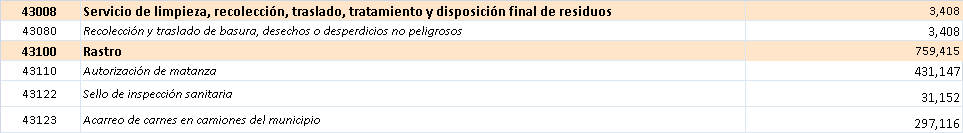 43008 Servicio de limpieza, recolección, traslado, tratamiento y disposición final de residuos 3,408
43080 Recolección y traslado de basura, desechos o desperdicios no peligrosos 3,408
43100 Rastro 759,415
43110 Autorización de matanza 431,147
43122 Sello de inspección sanitaria 31,152
43123 Acarreo de carnes en camiones del municipio 297,116